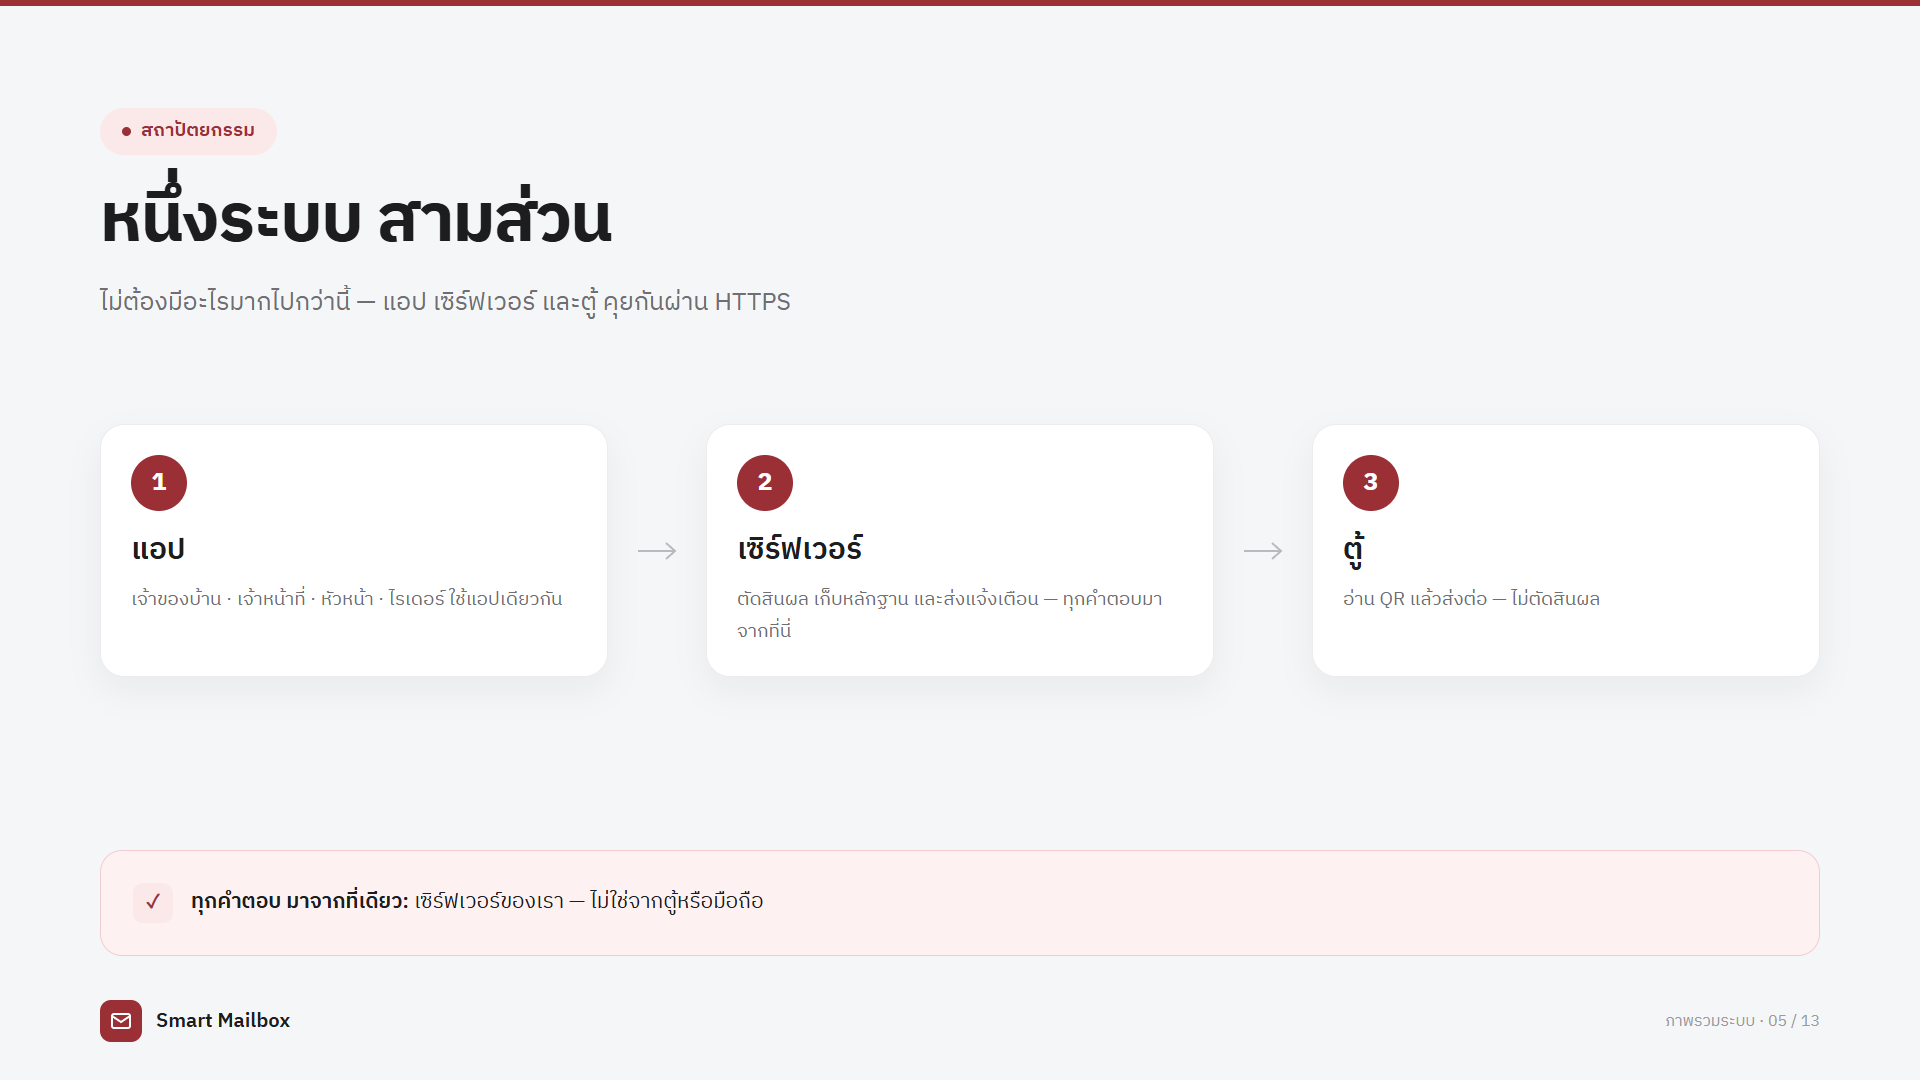 สถาปัตยกรรม
หนึ่งระบบ สามส่วน
ไม่ต้องมีอะไรมากไปกว่านี้ — แอป เซิร์ฟเวอร์ และตู้ คุยกันผ่าน HTTPS
1
แอป
เจ้าของบ้าน · เจ้าหน้าที่ · หัวหน้า · ไรเดอร์ ใช้แอปเดียวกัน
2
เซิร์ฟเวอร์
ตัดสินผล เก็บหลักฐาน และส่งแจ้งเตือน — ทุกคำตอบมา
จากที่นี่
3
ตู้
อ่าน QR แล้วส่งต่อ — ไม่ตัดสินผล
✓ ทุกคำตอบ มาจากที่เดียว: เซิร์ฟเวอร์ของเรา — ไม่ใช่จากตู้หรือมือถือ
Smart Mailbox
ภาพรวมระบบ · 05 / 13